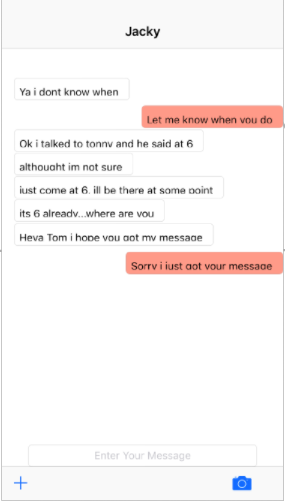 Jacky
Ya i dont know when
Let me know when you do
Ok i talked to tonny and he said at 6
althought im not sure
just come at 6, ill be there at some point
its 6 already...where are you
Heya Tom i hope you got my message
Sorry i just got your message
Enter Your Message